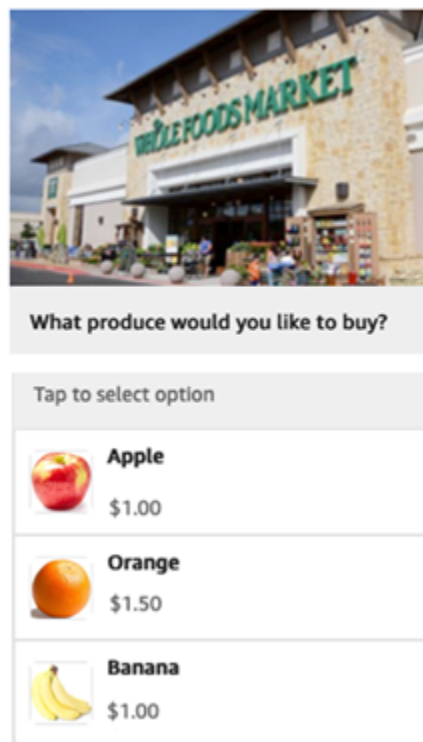 WHOLE FOODS MARKET
What produce would you like to buy?
Tap to select option
Apple
$1.00
Orange
$1.50
Banana
$1.00